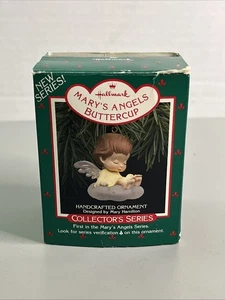 NEW SERIES!
Hallmark
MARY'S ANGELS
BUTTERCUP
HANDCRAFTED ORNAMENT
Designed by Mary Hamilton
COLLECTOR'S SERIES
First in the Mary's Angels Series.
Look for series verification on this ornament.